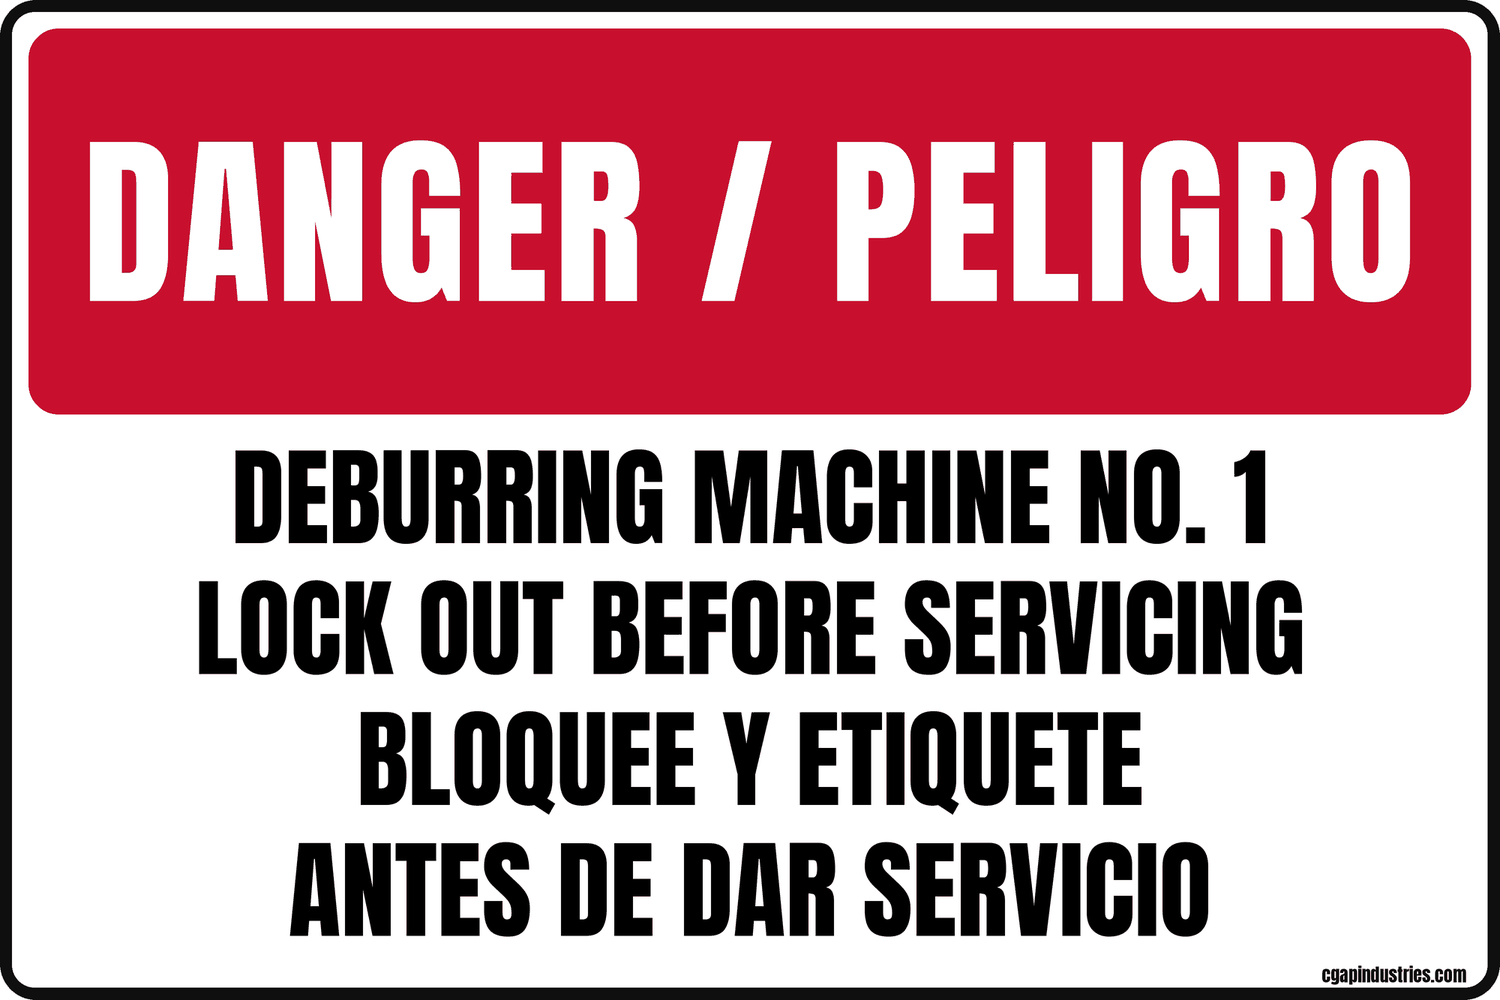 DANGER / PELIGRO
DEBURRING MACHINE NO. 1
LOCK OUT BEFORE SERVICING
BLOQUEE Y ETIQUETE
ANTES DE DAR SERVICIO
cgapindustries.com